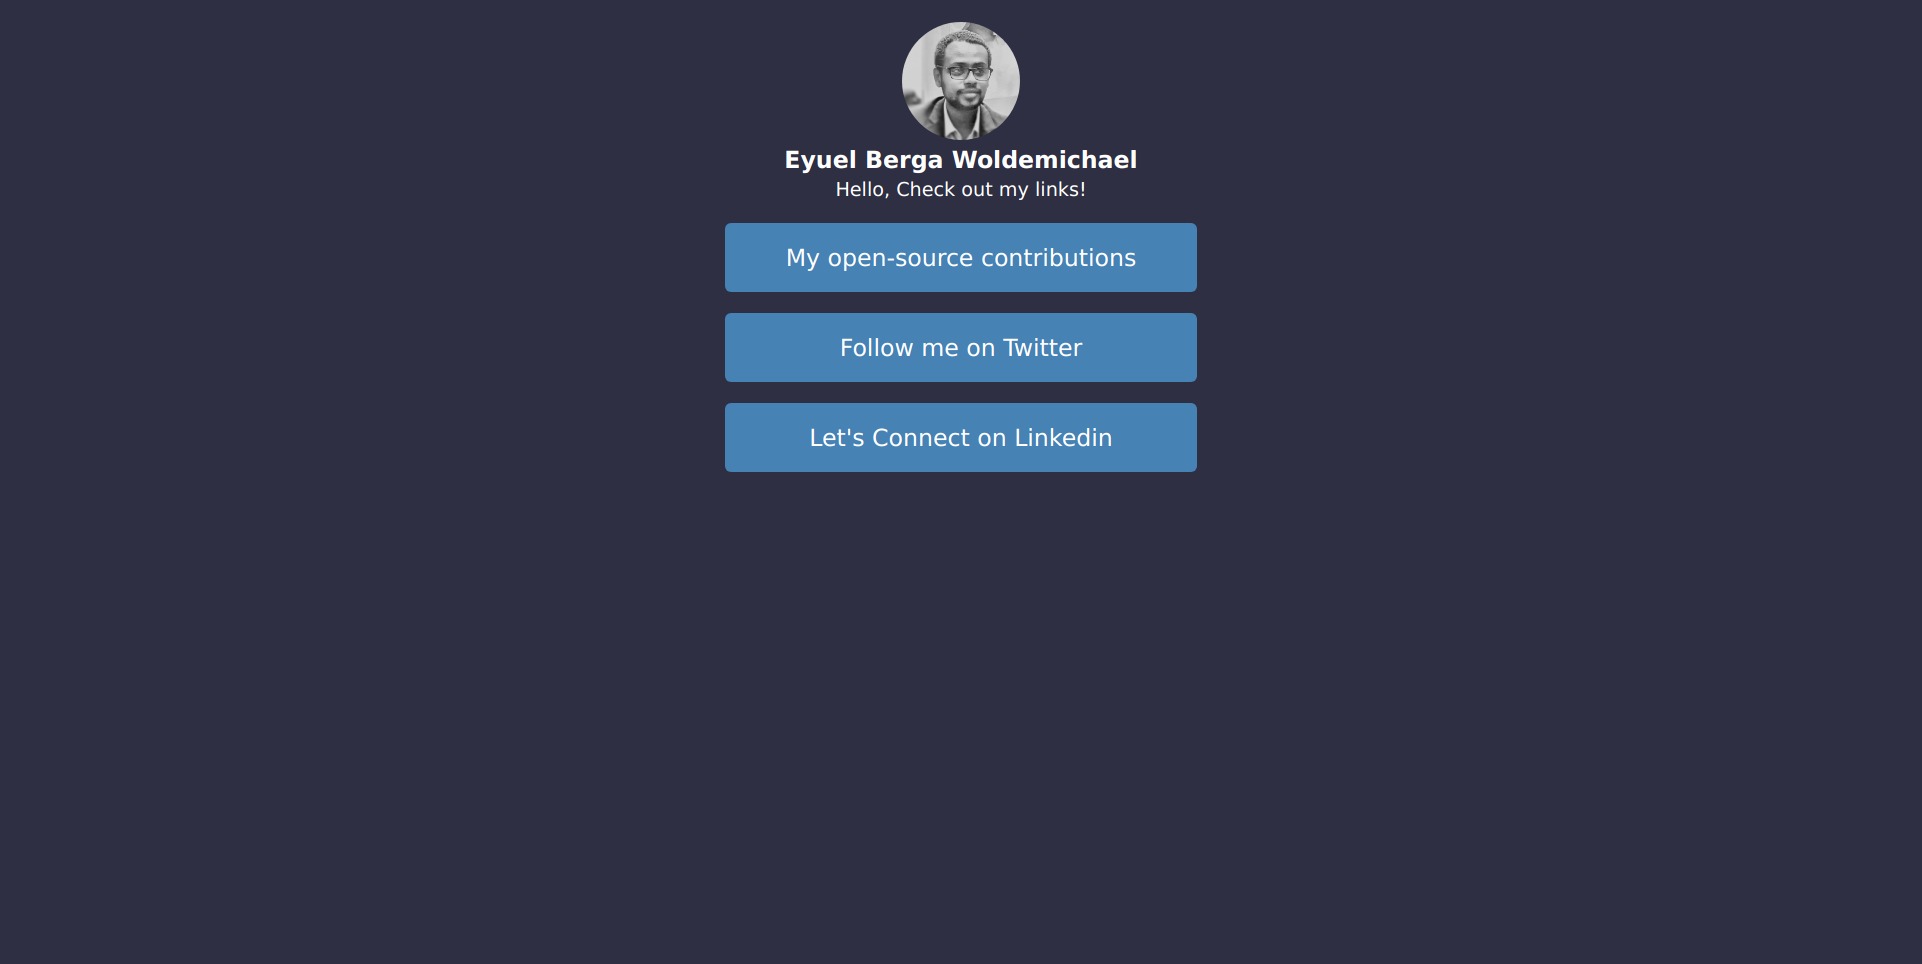 Eyuel Berga Woldemichael
Hello, Check out my links!
My open-source contributions
Follow me on Twitter
Let's Connect on Linkedin